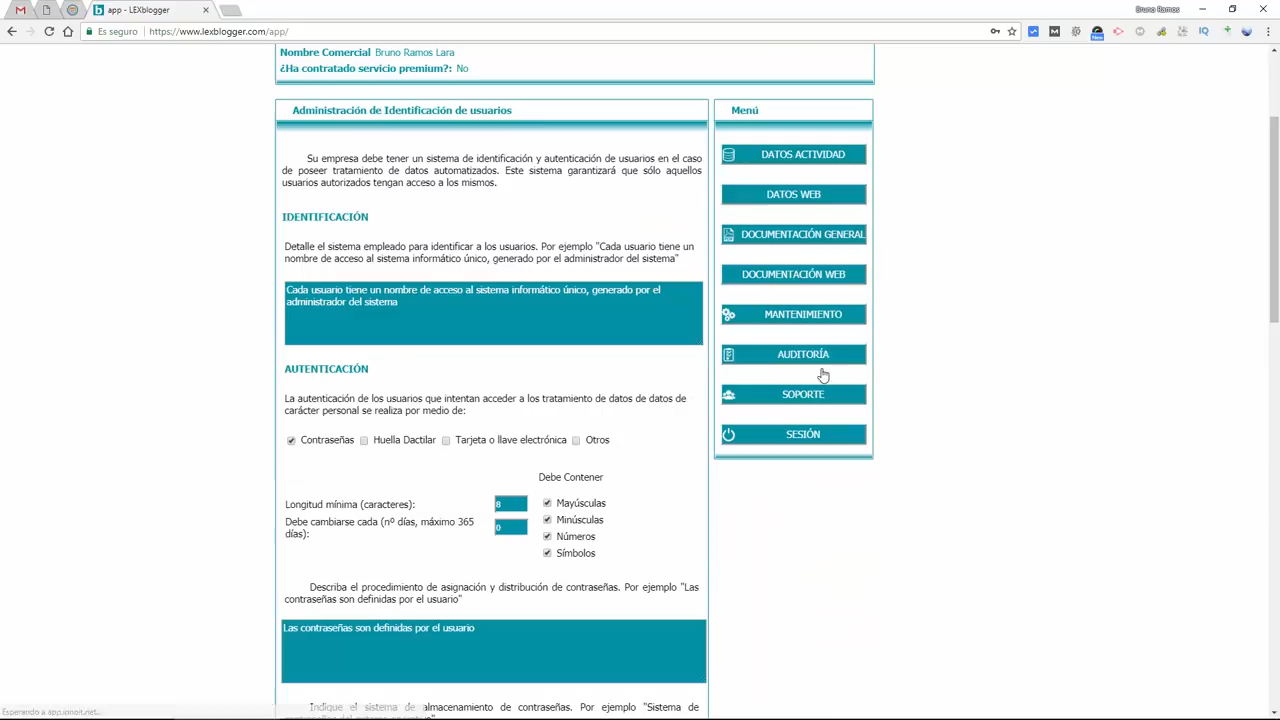 app - LEXblogger
Bruno Ramos
Es seguro
https://www.lexblogger.com/app/
Nombre Comercial Bruno Ramos Lara
¿Ha contratado servicio premium?: No
Administración de Identificación de usuarios
Su empresa debe tener un sistema de identificación y autenticación de usuarios en el caso
de poseer tratamiento de datos automatizados. Este sistema garantizará que sólo aquellos
usuarios autorizados tengan acceso a los mismos.
IDENTIFICACIÓN
Detalle el sistema empleado para identificar a los usuarios. Por ejemplo "Cada usuario tiene un
nombre de acceso al sistema informático único, generado por el administrador del sistema"
Cada usuario tiene un nombre de acceso al sistema informático único, generado por el
administrador del sistema
AUTENTICACIÓN
La autenticación de los usuarios que intentan acceder a los tratamiento de datos de datos de
carácter personal se realiza por medio de:
Contraseñas Huella Dactilar Tarjeta o llave electrónica Otros
Debe Contener
Longitud mínima (caracteres): 8 Mayúsculas
Debe cambiarse cada (nº días, máximo 365
días): 0
Minúsculas
Números
Símbolos
Describa el procedimiento de asignación y distribución de contraseñas. Por ejemplo "Las
contraseñas son definidas por el usuario"
Las contraseñas son definidas por el usuario
Indique el sistema de almacenamiento de contraseñas. Por ejemplo "Sistema de
Menú
DATOS ACTIVIDAD
DATOS WEB
DOCUMENTACIÓN GENERAL
DOCUMENTACIÓN WEB
MANTENIMIENTO
AUDITORÍA
SOPORTE
SESIÓN